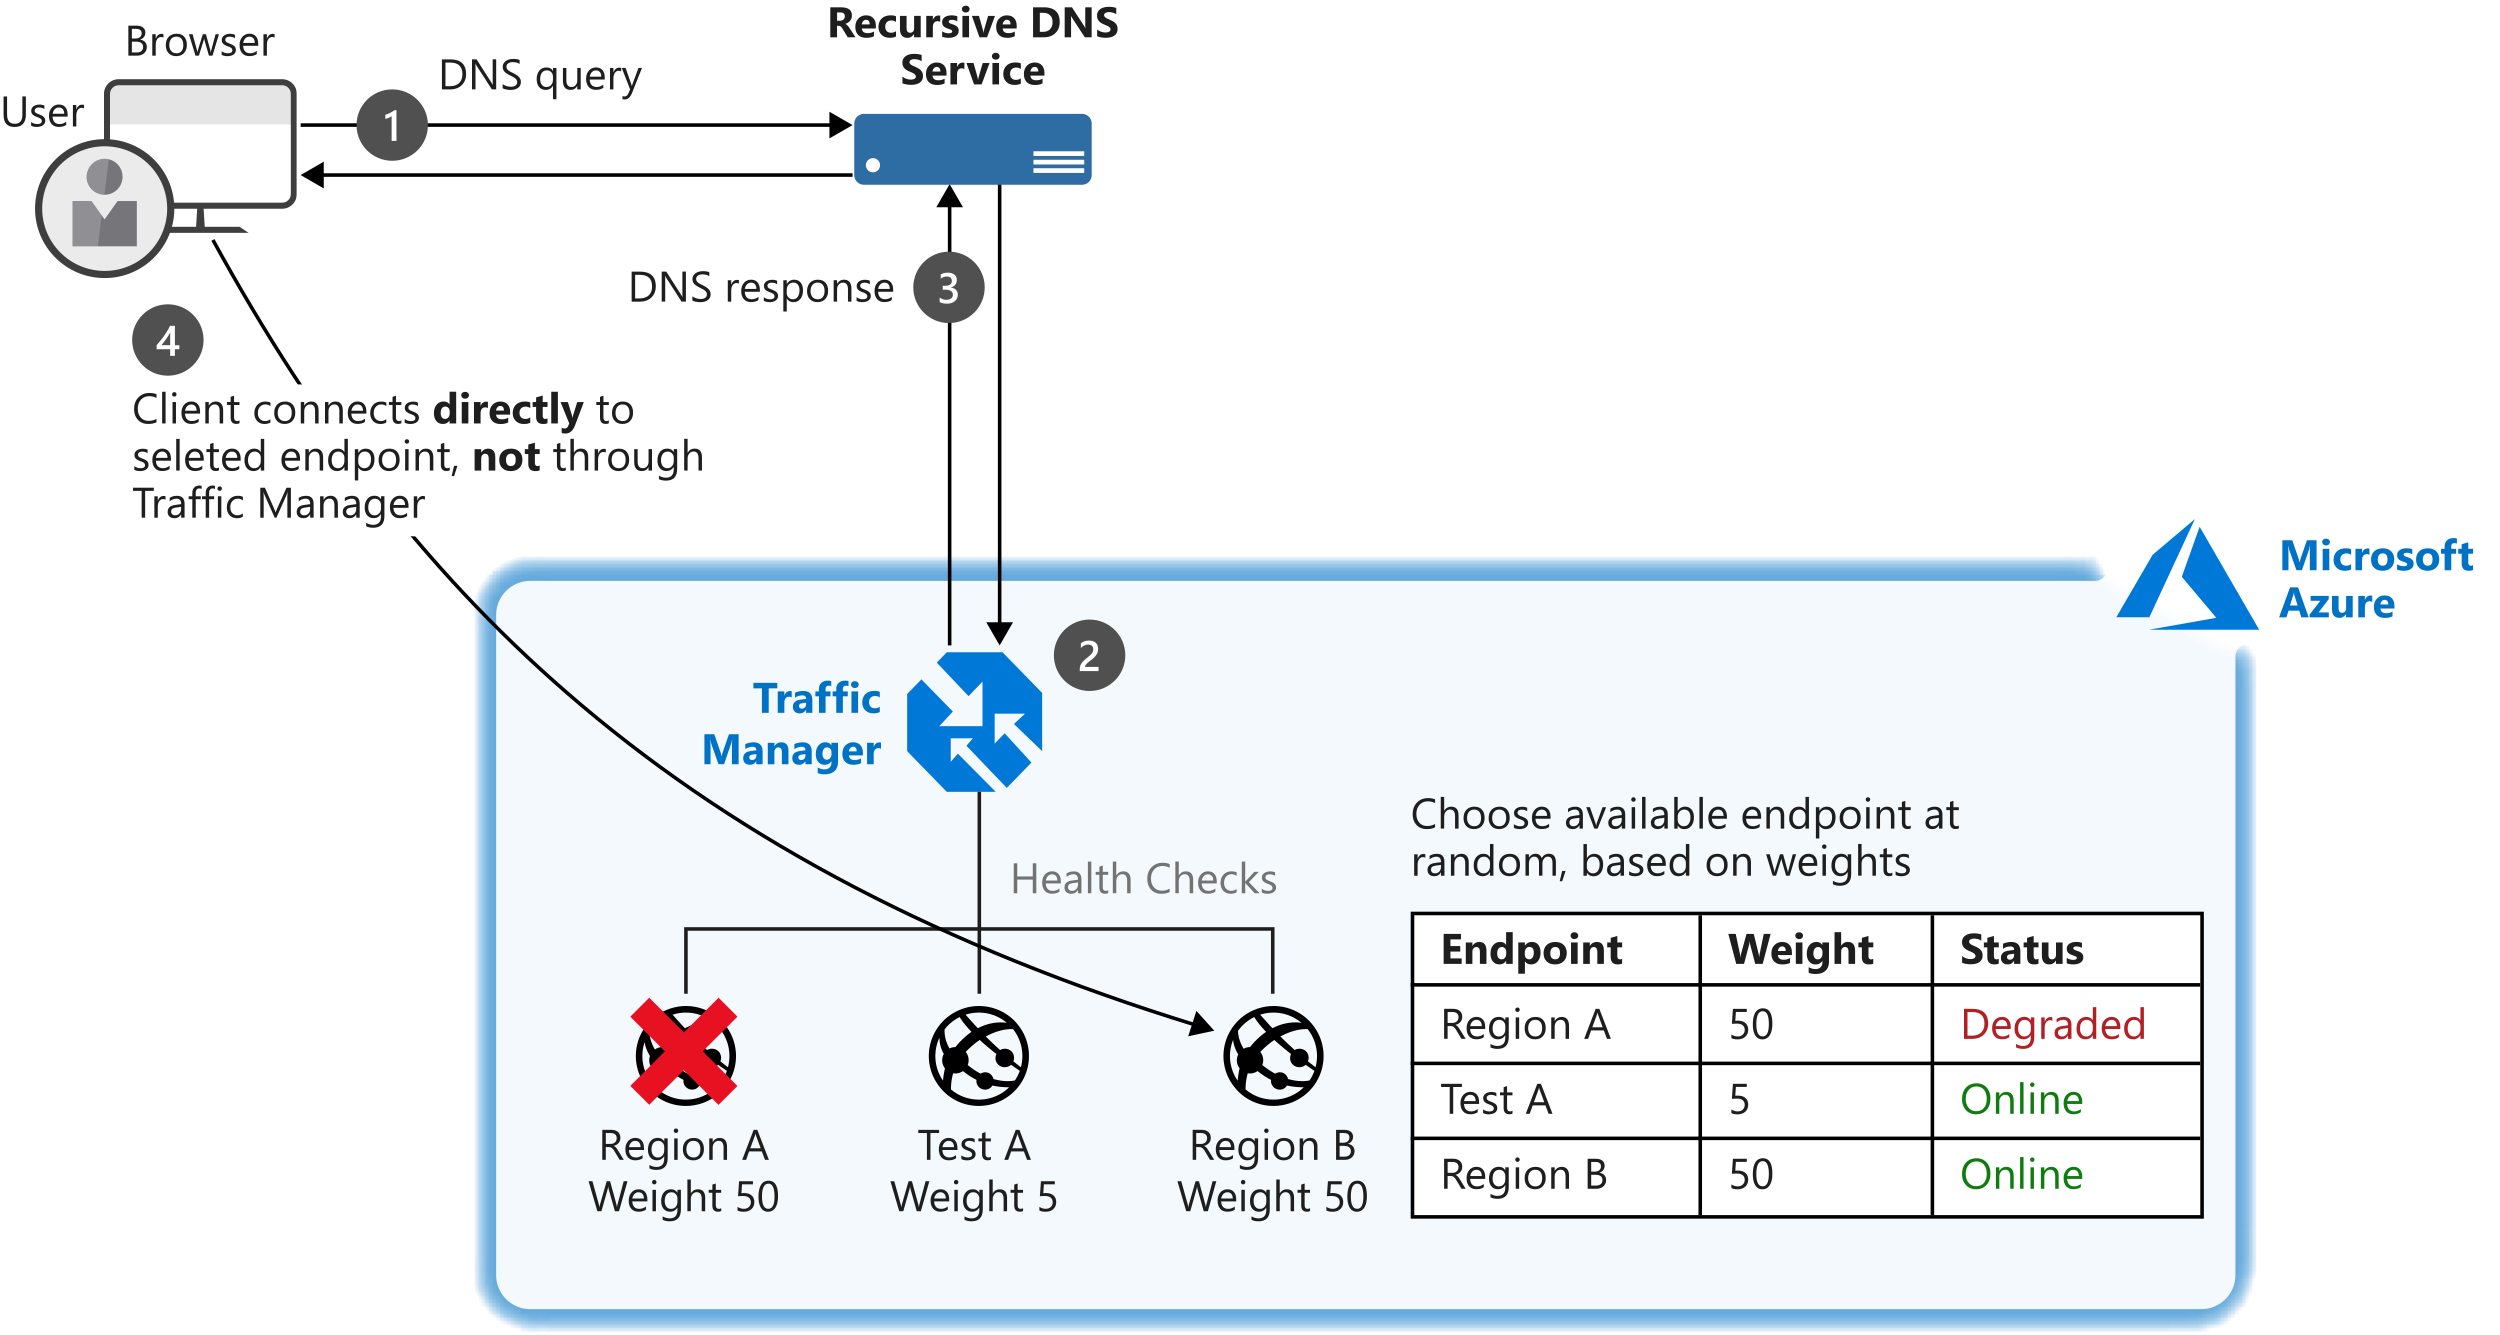 Browser
User
DNS query
1
Recursive DNS
Service
DNS response
3
4
Client connects directly to
selected endpoint, not through
Traffic Manager
Microsoft
Azure
2
Traffic
Manager
Choose available endpoint at
random, based on weights
Health Checks
Endpoint Weight Status
Region A 50 Degraded
Test A 5 Online
Region B 50 Online
Region A
Weight 50
Test A
Weight 5
Region B
Weight 50